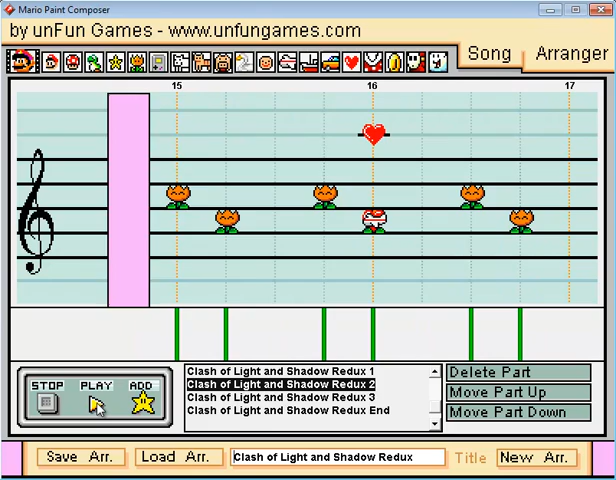 Mario Paint Composer
by unFun Games - www.unfungames.com
Song
Arranger
15 16 17
STOP PLAY ADD
Clash of Light and Shadow Redux 1
Clash of Light and Shadow Redux 2
Clash of Light and Shadow Redux 3
Clash of Light and Shadow Redux End
Delete Part
Move Part Up
Move Part Down
Save Arr. Load Arr. Clash of Light and Shadow Redux Title New Arr.